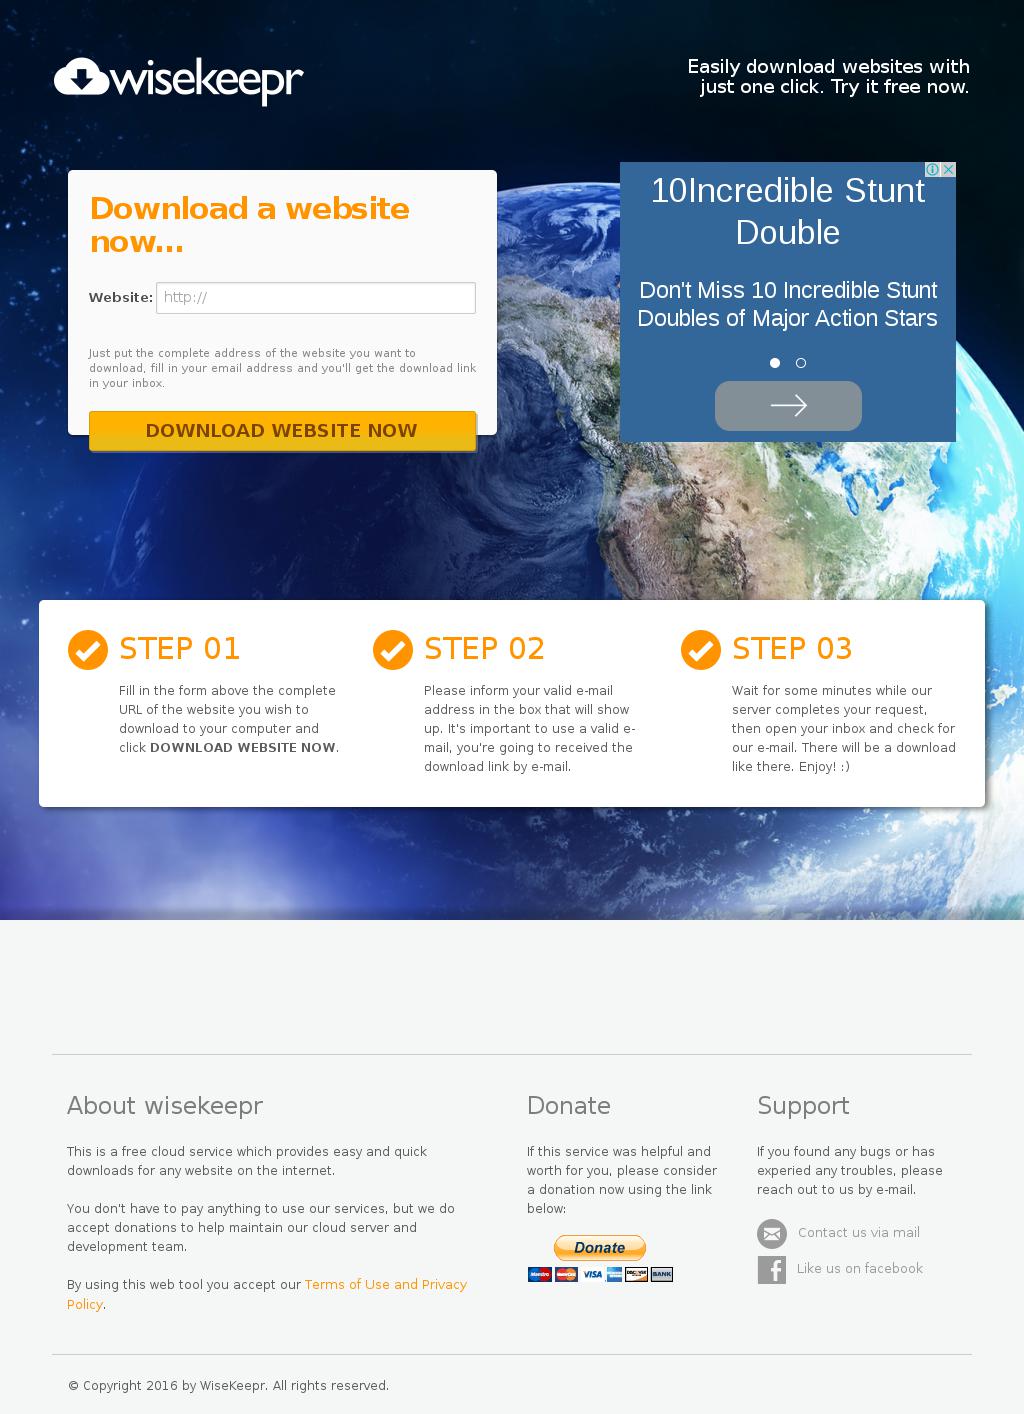 wisekeepr
Easily download websites with
just one click. Try it free now.
Download a website
now...
Website: http://
Just put the complete address of the website you want to
download, fill in your email address and you'll get the download link
in your inbox.
DOWNLOAD WEBSITE NOW
10Incredible Stunt
Double
Don't Miss 10 Incredible Stunt
Doubles of Major Action Stars
STEP 01
Fill in the form above the complete
URL of the website you wish to
download to your computer and
click DOWNLOAD WEBSITE NOW.
STEP 02
Please inform your valid e-mail
address in the box that will show
up. It's important to use a valid e-
mail, you're going to received the
download link by e-mail.
STEP 03
Wait for some minutes while our
server completes your request,
then open your inbox and check for
our e-mail. There will be a download
like there. Enjoy! :)
About wisekeepr
This is a free cloud service which provides easy and quick
downloads for any website on the internet.
You don't have to pay anything to use our services, but we do
accept donations to help maintain our cloud server and
development team.
By using this web tool you accept our Terms of Use and Privacy
Policy.
Donate
If this service was helpful and
worth for you, please consider
a donation now using the link
below:
Donate
Maestro MasterCard VISA DISCOVER BANK
Support
If you found any bugs or has
experied any troubles, please
reach out to us by e-mail.
Contact us via mail
Like us on facebook
© Copyright 2016 by WiseKeepr. All rights reserved.